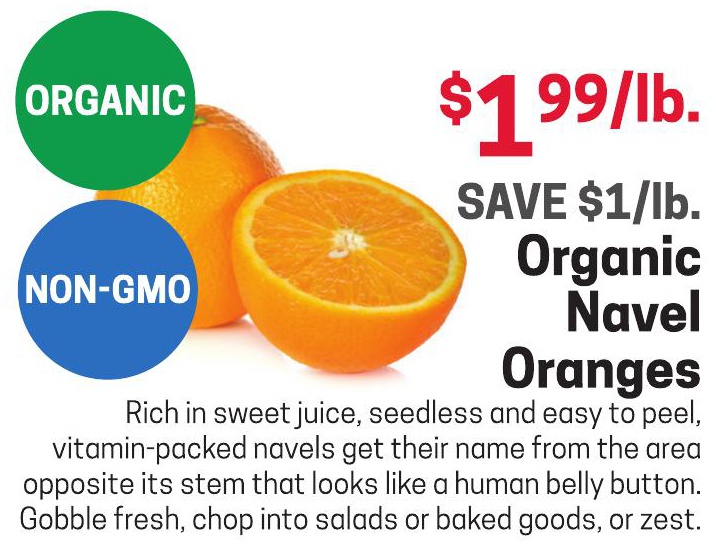 ORGANIC
NON-GMO
$1.99/lb.
SAVE $1/lb.
Organic
Navel
Oranges
Rich in sweet juice, seedless and easy to peel,
vitamin-packed navels get their name from the area
opposite its stem that looks like a human belly button.
Gobble fresh, chop into salads or baked goods, or zest.